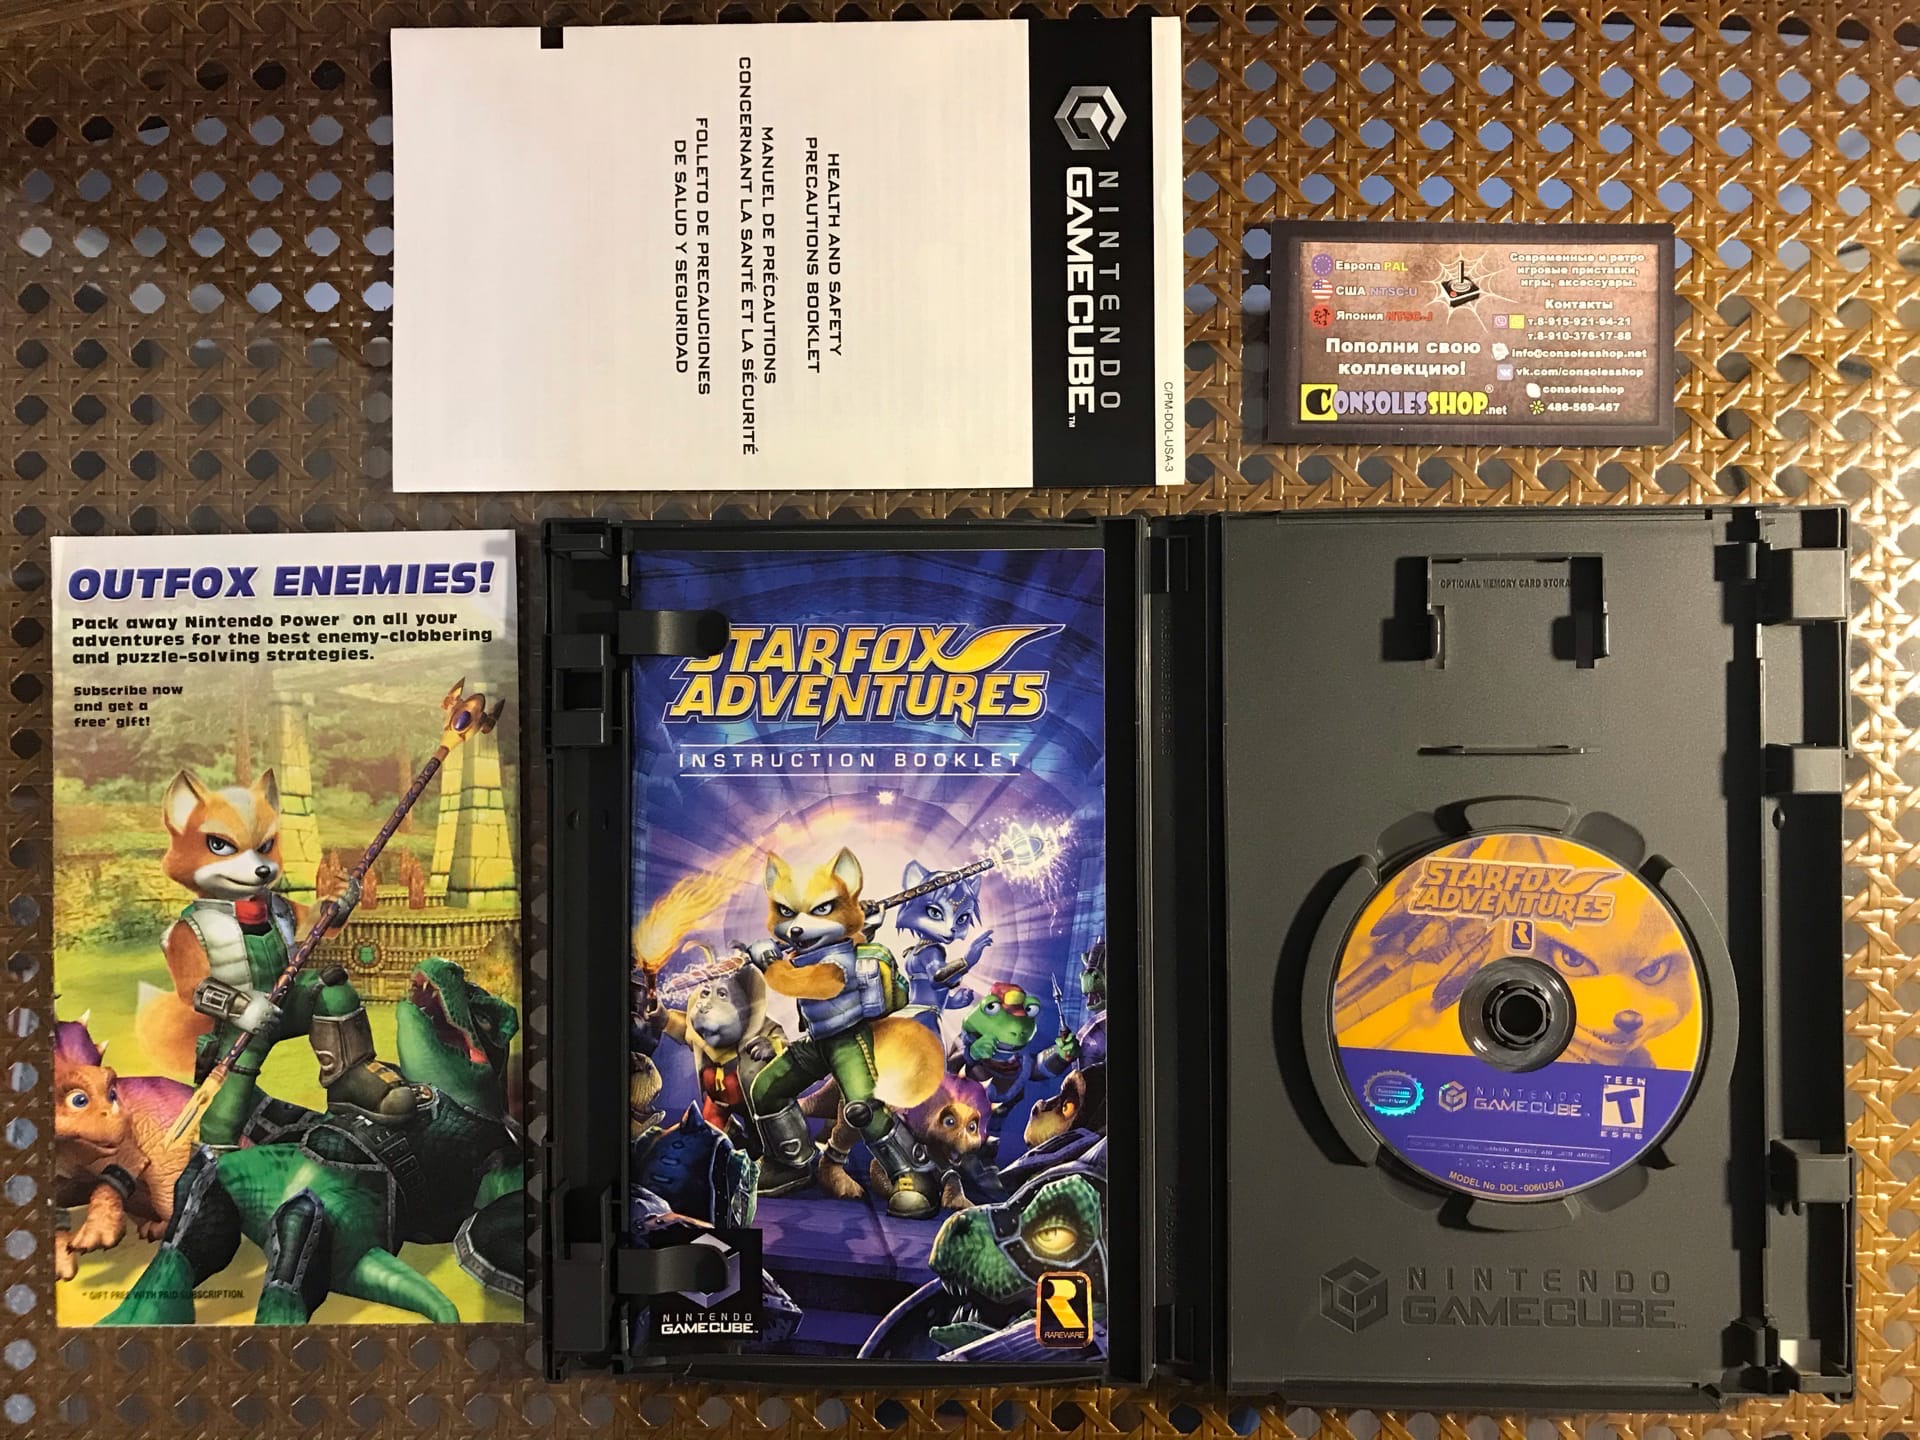 NINTENDO
GAMECUBE™
HEALTH AND SAFETY
PRECAUTIONS BOOKLET
MANUEL DE PRÉCAUTIONS
CONCERNANT LA SANTÉ ET LA SÉCURITÉ
FOLLETO DE PRECAUCIONES
DE SALUD Y SEGURIDAD
C/PM-DOL-USA-3
Европа PAL
США NTSC-U
Япония NTSC-J
Пополни свою
коллекцию!
CONSOLESSHOP.net®
Современные и ретро
игровые приставки,
игры, аксессуары.
Контакты
т.8-915-921-94-21
т.8-910-376-17-88
info@consolesshop.net
vk.com/consolesshop
consolesshop
486-569-467
OUTFOX ENEMIES!
Pack away Nintendo Power® on all your
adventures for the best enemy-clobbering
and puzzle-solving strategies.
Subscribe now
and get a
free* gift!
* GIFT FREE WITH PAID SUBSCRIPTION.
STARFOX
ADVENTURES
INSTRUCTION BOOKLET
NINTENDO
GAMECUBE™
RAREWARE
OPTIONAL MEMORY CARD STORA
STARFOX
ADVENTURES
NINTENDO
GAMECUBE™
TEEN
T
ESRB
MODEL No. DOL-006(USA)
NINTENDO
GAMECUBE™